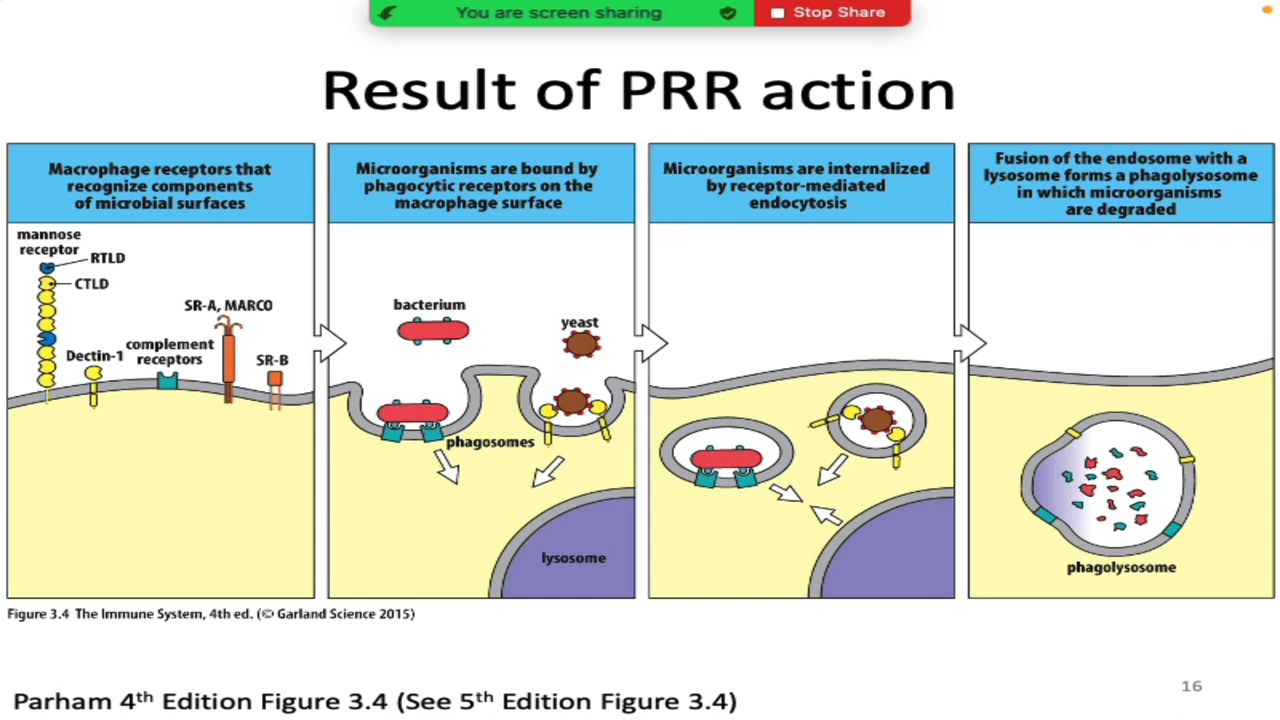 You are screen sharing
Stop Share
Result of PRR action
Macrophage receptors that
recognize components
of microbial surfaces
mannose
receptor
RTLD
CTLD
SR-A, MARCO
Dectin-1
complement
receptors
SR-B
Microorganisms are bound by
phagocytic receptors on the
macrophage surface
bacterium
yeast
phagosomes
lysosome
Microorganisms are internalized
by receptor-mediated
endocytosis
Fusion of the endosome with a
lysosome forms a phagolysosome
in which microorganisms
are degraded
phagolysosome
Figure 3.4 The Immune System, 4th ed. (© Garland Science 2015)
Parham 4th Edition Figure 3.4 (See 5th Edition Figure 3.4)
16